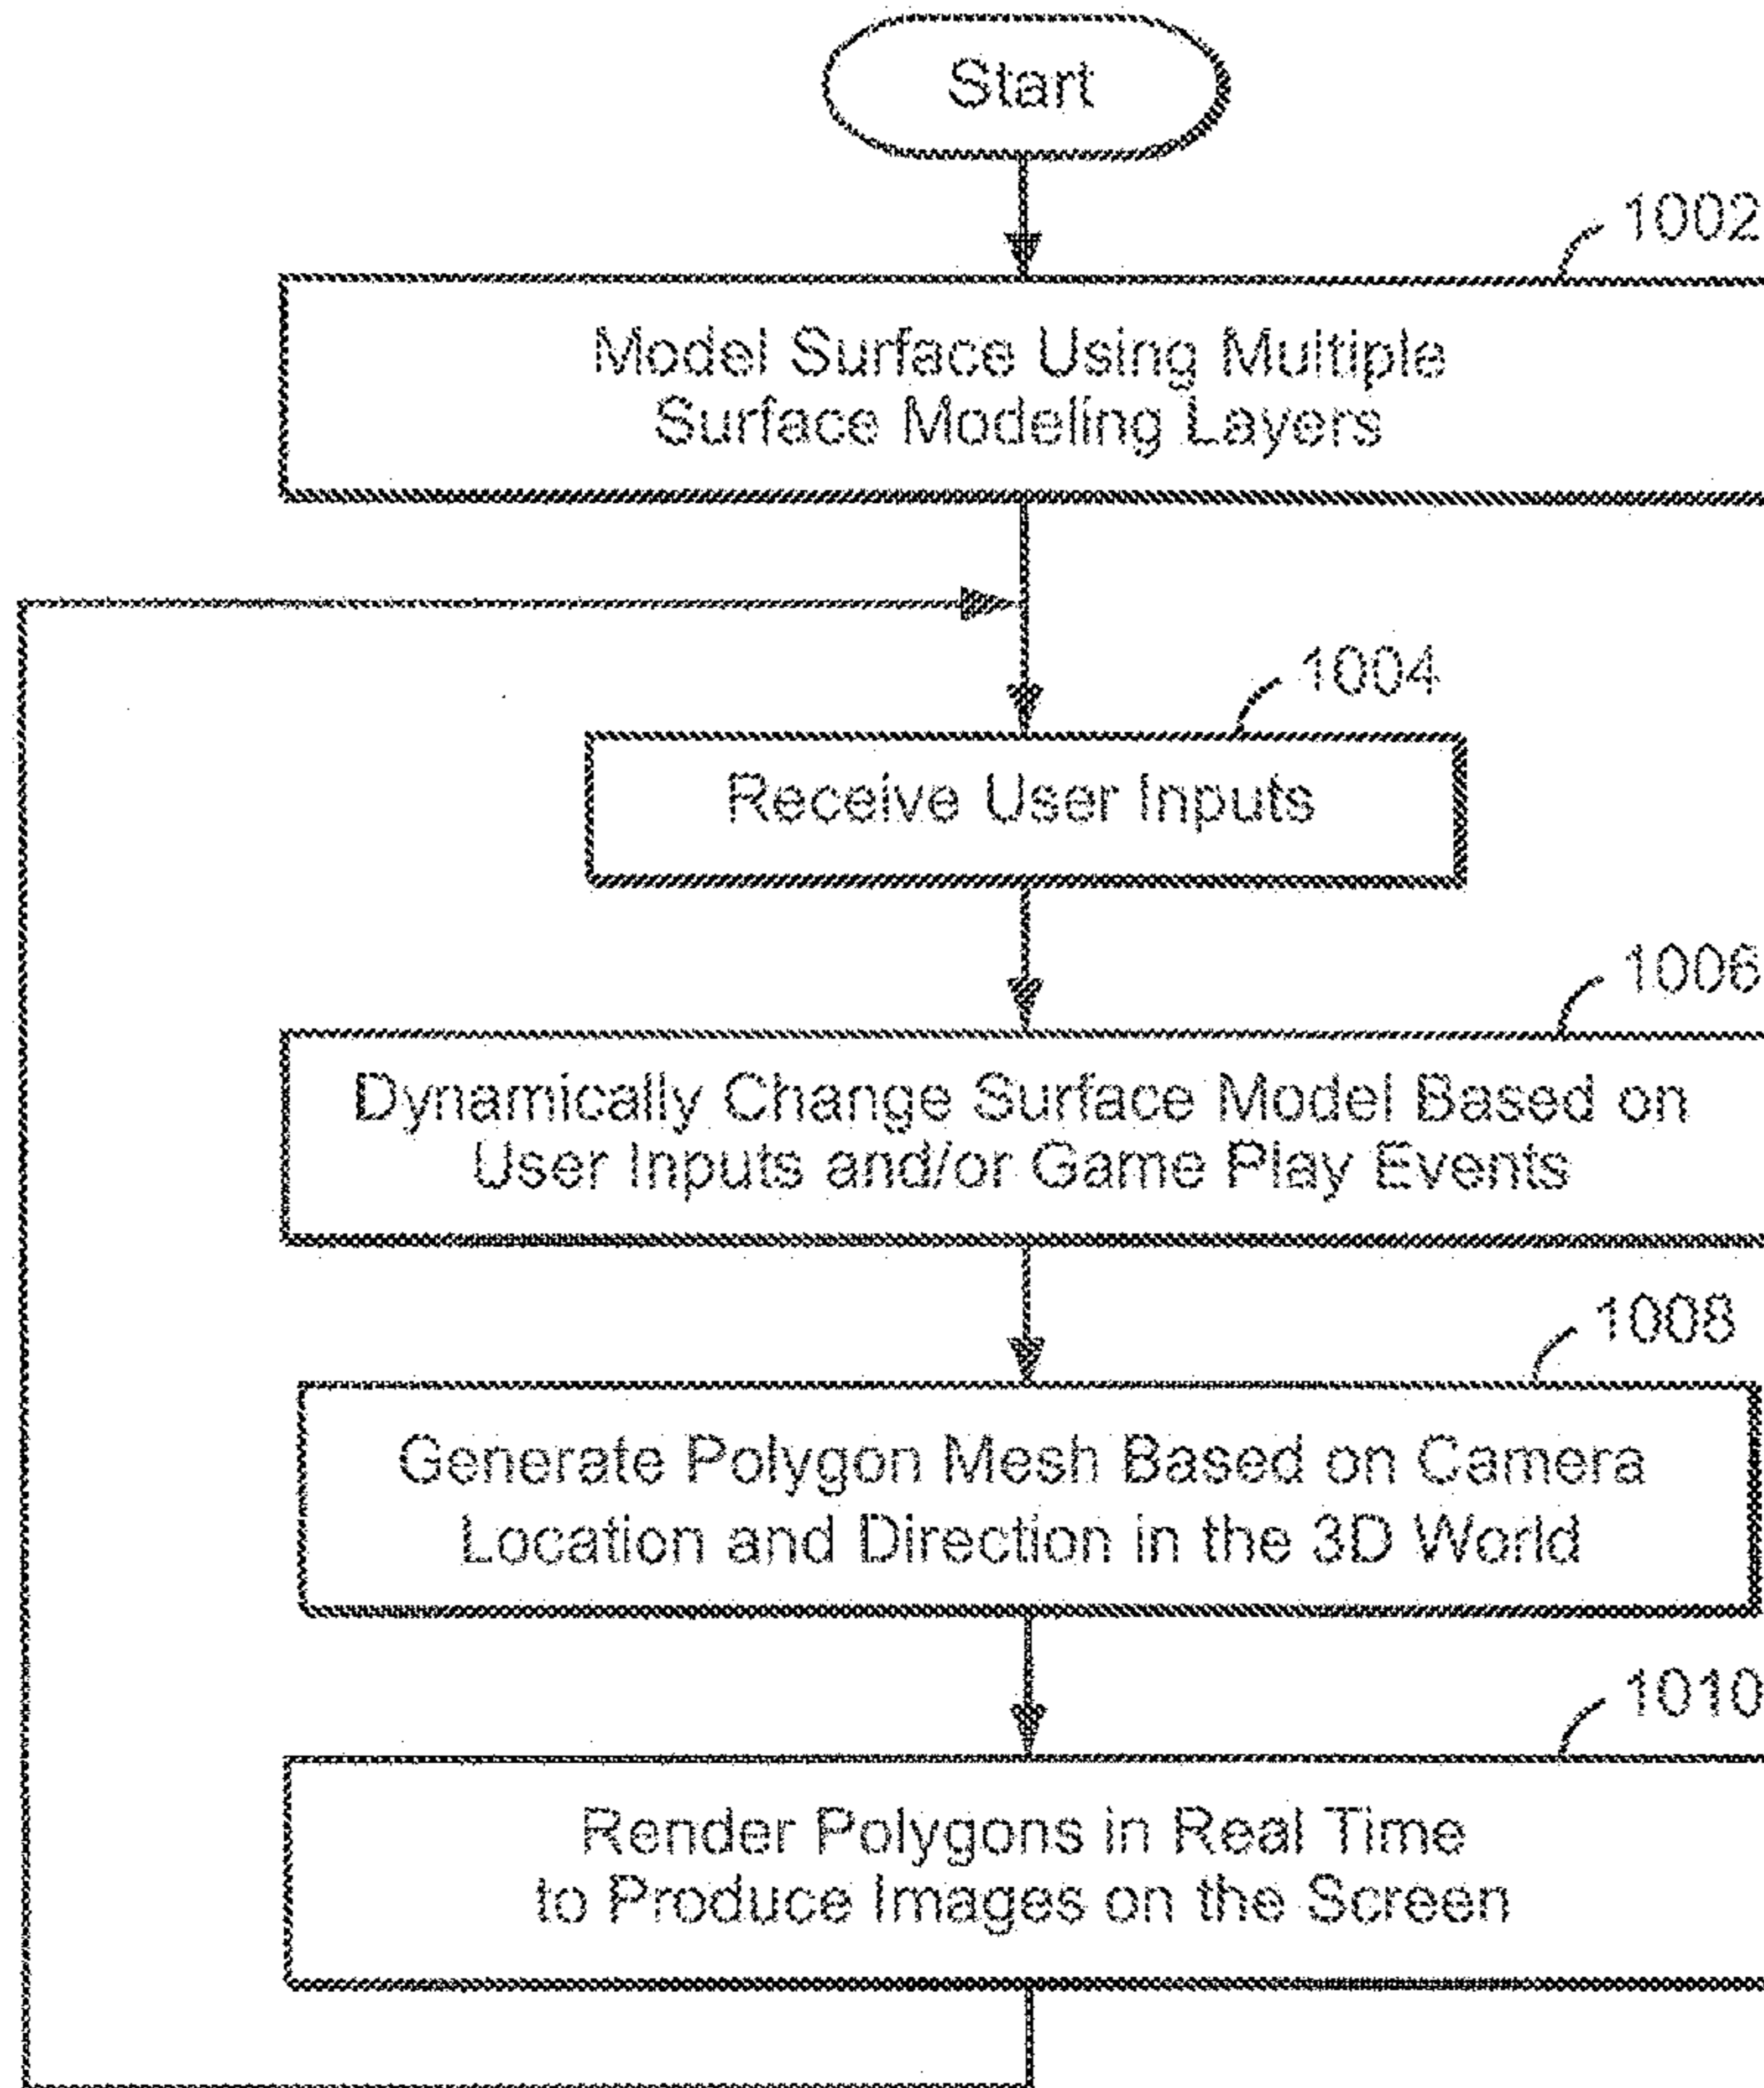 Start
1002
Model Surface Using Multiple
Surface Modeling Layers
1004
Receive User Inputs
1006
Dynamically Change Surface Model Based on
User Inputs and/or Game Play Events
1008
Generate Polygon Mesh Based on Camera
Location and Direction in the 3D World
1010
Render Polygons in Real Time
to Produce Images on the Screen